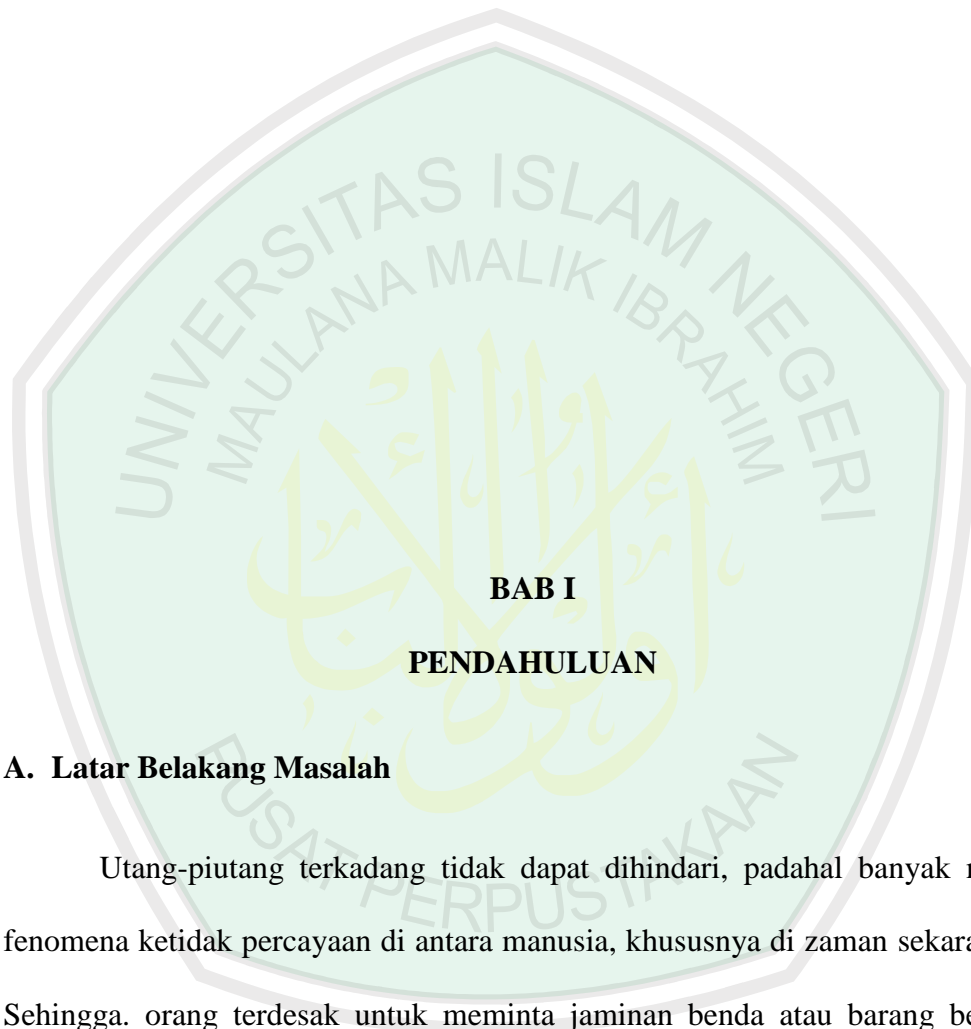 UNIVERSITAS ISLAM NEGERI
MAULANA MALIK IBRAHIM
BAB I
PENDAHULUAN
A. Latar Belakang Masalah
Utang-piutang terkadang tidak dapat dihindari, padahal banyak
fenomena ketidak percayaan di antara manusia, khususnya di zaman
Sehingga. orang terdesak untuk meminta jaminan benda atau barang
PUSAT PERPUSTAKAAN